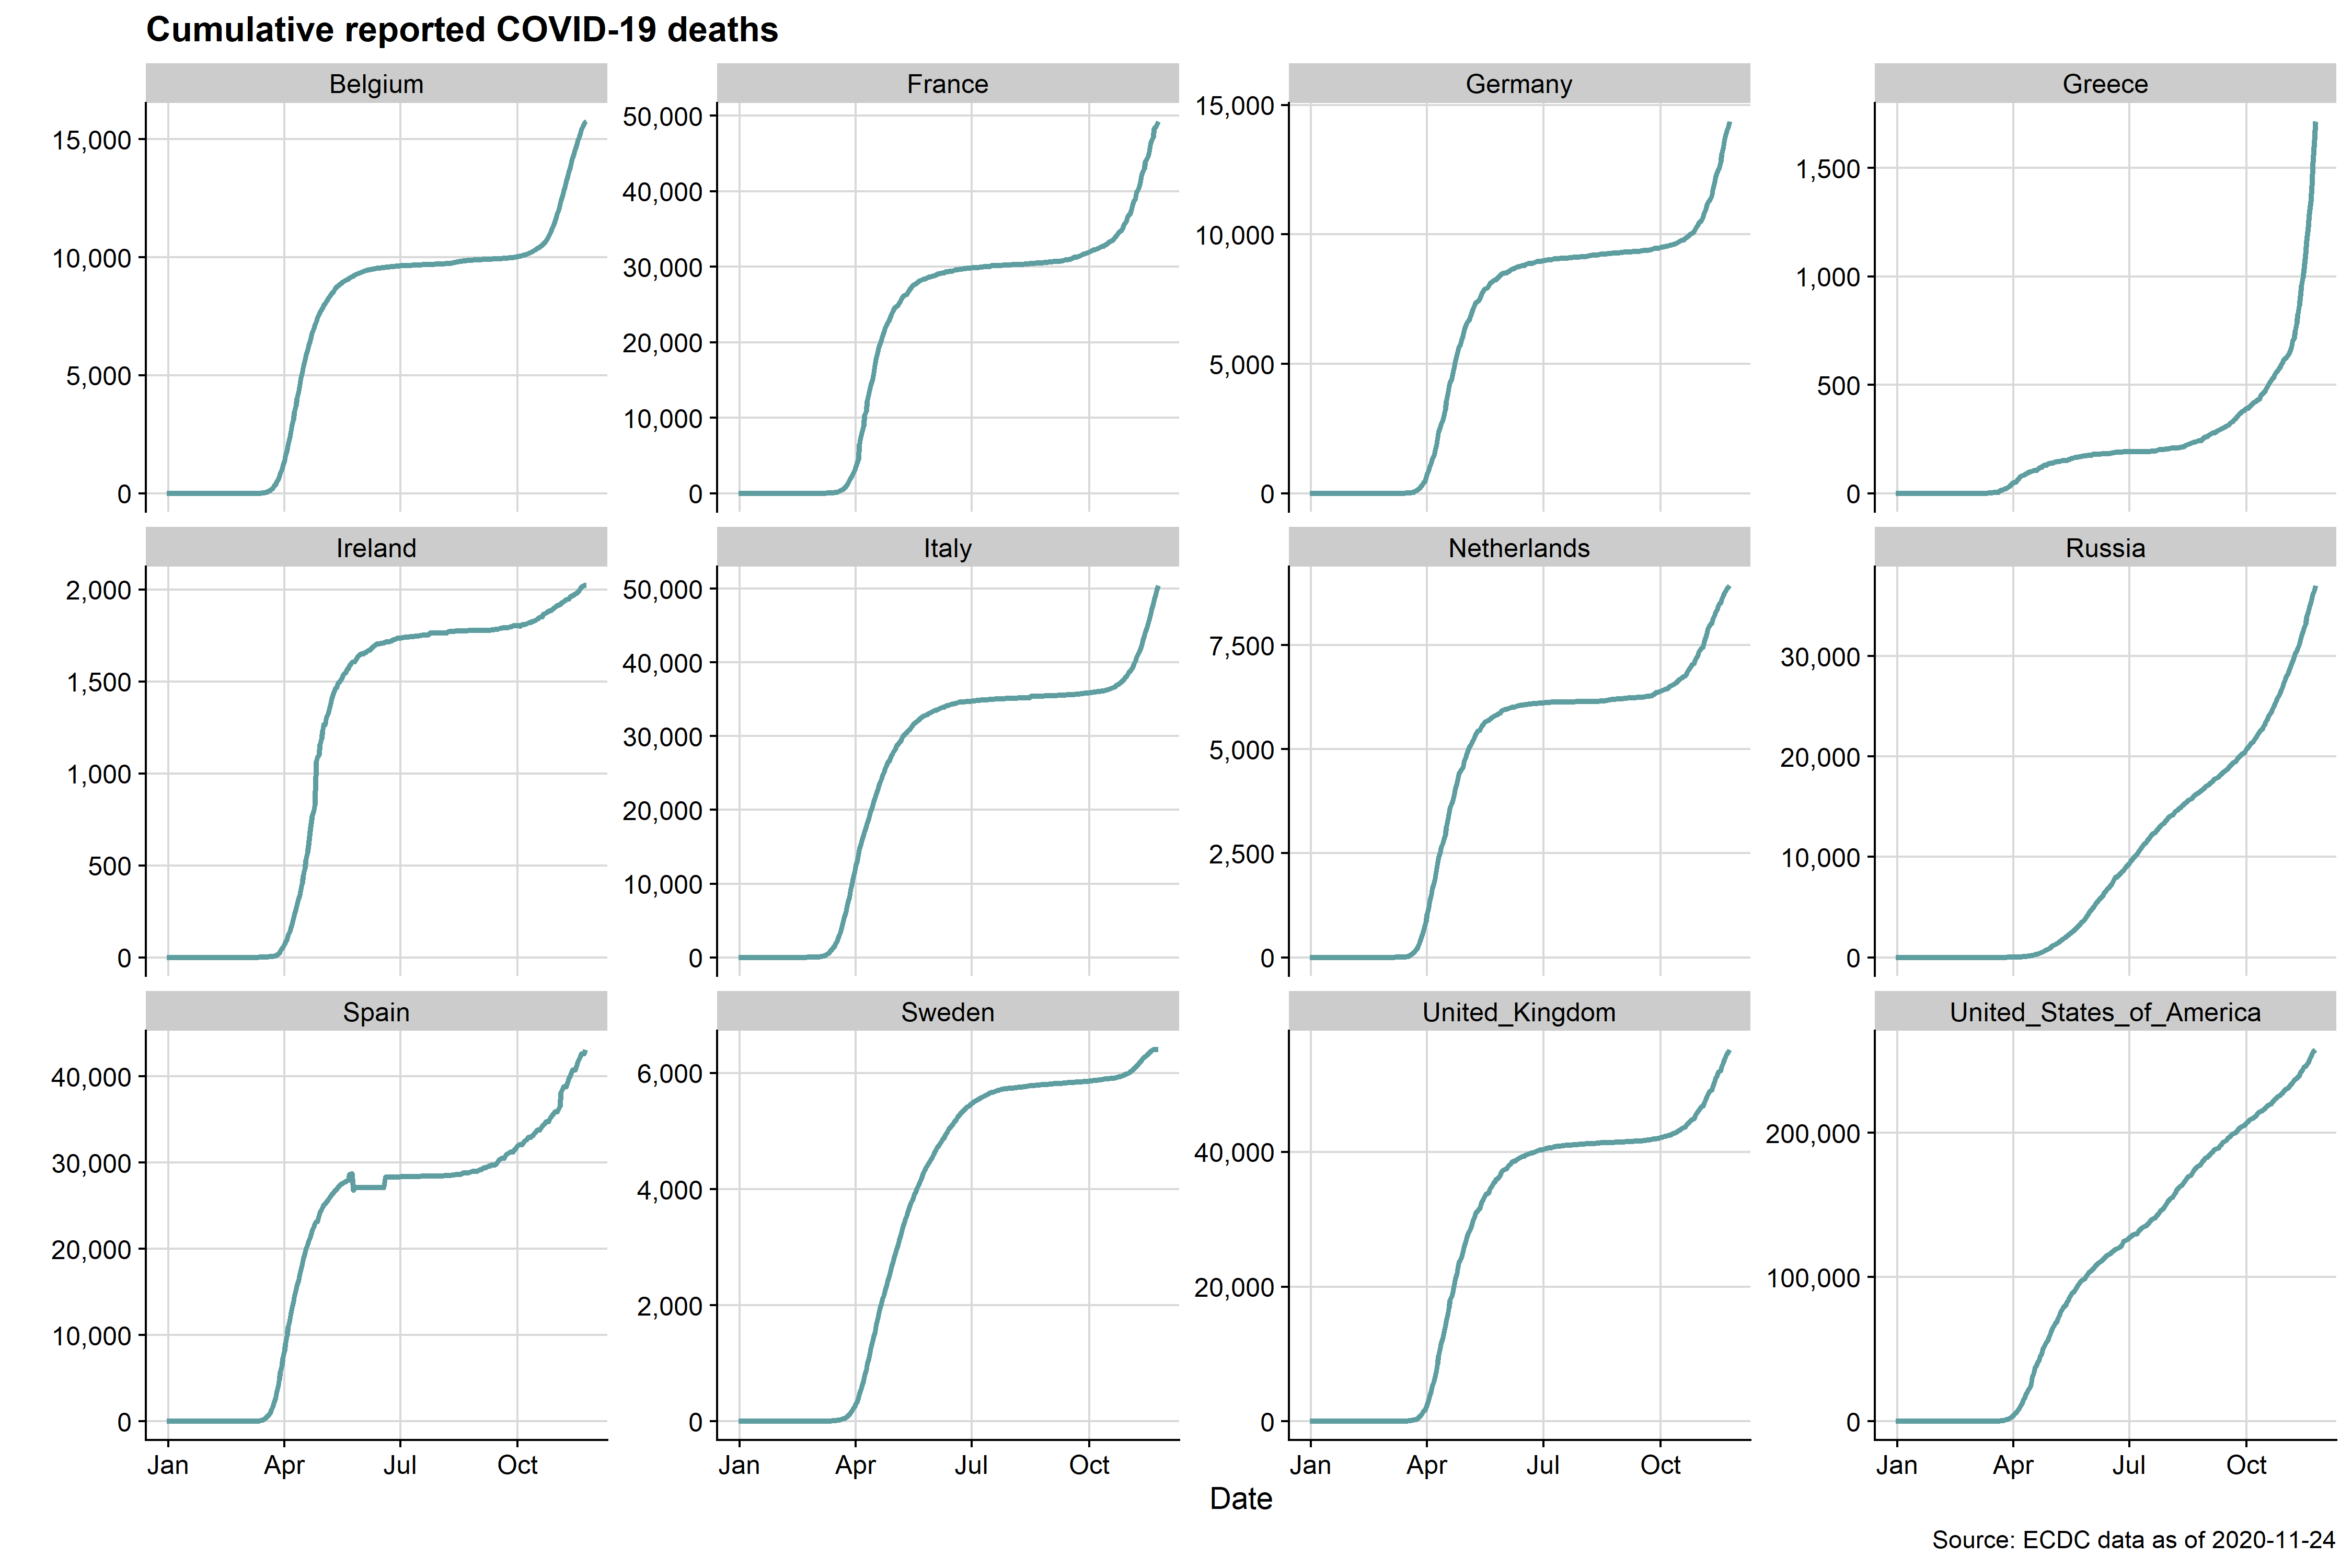 Cumulative reported COVID-19 deaths
Belgium
France
Germany
Greece
15,000
10,000
5,000
0
50,000
40,000
30,000
20,000
10,000
0
15,000
10,000
5,000
0
1,500
1,000
500
0
Ireland
Italy
Netherlands
Russia
2,000
1,500
1,000
500
0
50,000
40,000
30,000
20,000
10,000
0
7,500
5,000
2,500
0
30,000
20,000
10,000
0
Spain
Sweden
United_Kingdom
United_States_of_America
40,000
30,000
20,000
10,000
0
6,000
4,000
2,000
0
40,000
20,000
0
200,000
100,000
0
Jan Apr Jul Oct
Jan Apr Jul Oct
Jan Apr Jul Oct
Jan Apr Jul Oct
Date
Source: ECDC data as of 2020-11-24